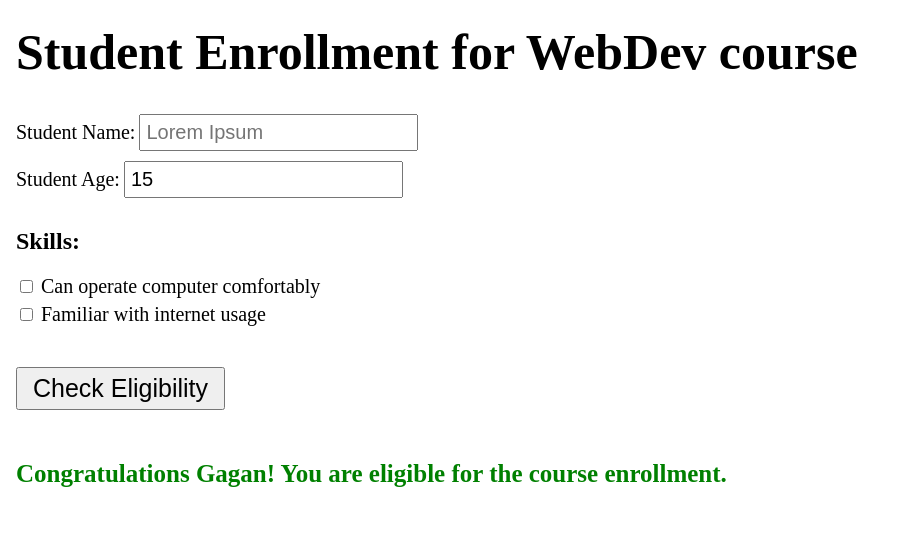 Student Enrollment for WebDev course
Student Name: Lorem Ipsum
Student Age: 15
Skills:
Can operate computer comfortably
Familiar with internet usage
Check Eligibility
Congratulations Gagan! You are eligible for the course enrollment.